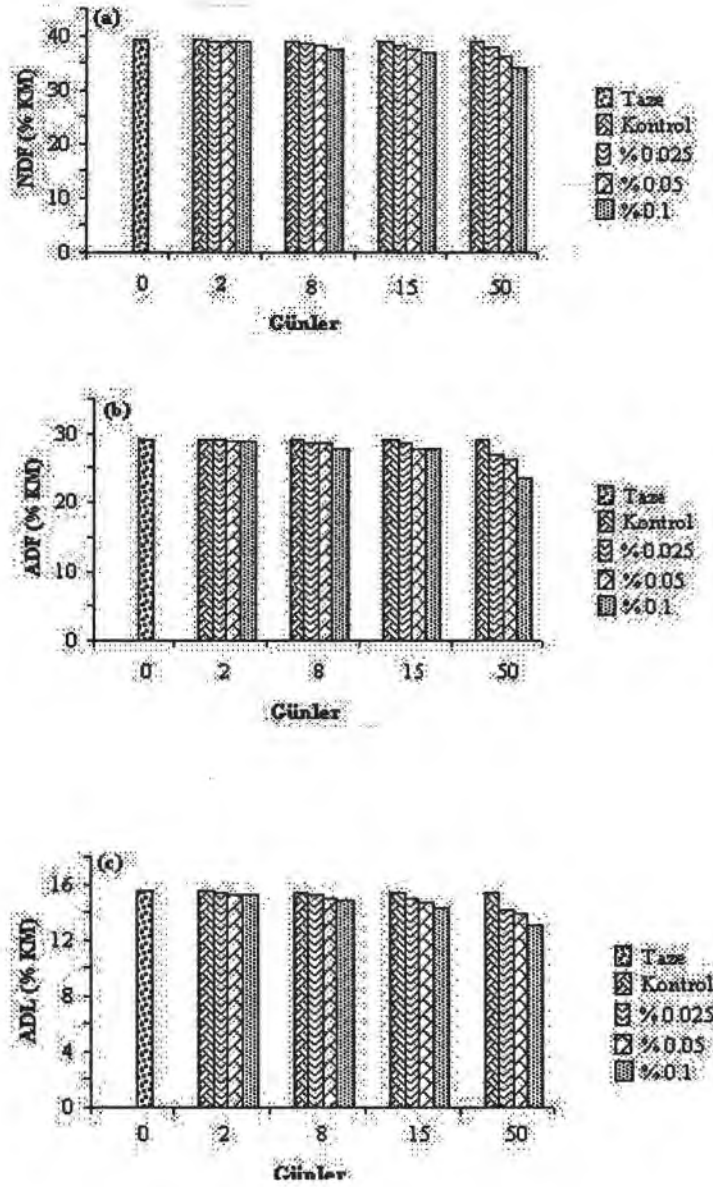 (a)
NDF (% KM)
40
30
20
10
0
0 2 8 15 50
Günler
Taze
Kontrol
% 0.025
% 0.05
% 0.1
(b)
ADF (% KM)
30
20
10
0
0 2 8 15 50
Günler
Taze
Kontrol
% 0.025
% 0.05
% 0.1
(c)
ADL (% KM)
16
12
8
4
0
0 2 8 15 50
Günler
Taze
Kontrol
% 0.025
% 0.05
% 0.1